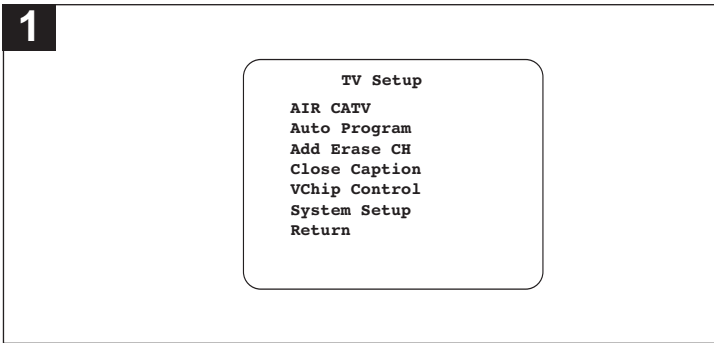 1
TV Setup
AIR CATV
Auto Program
Add Erase CH
Close Caption
VChip Control
System Setup
Return